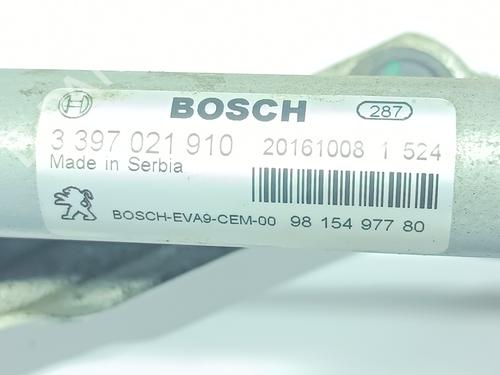 BOSCH 287
3 397 021 910 20161008 1 524
Made in Serbia
BOSCH-EVA9-CEM-00 98 154 977 80